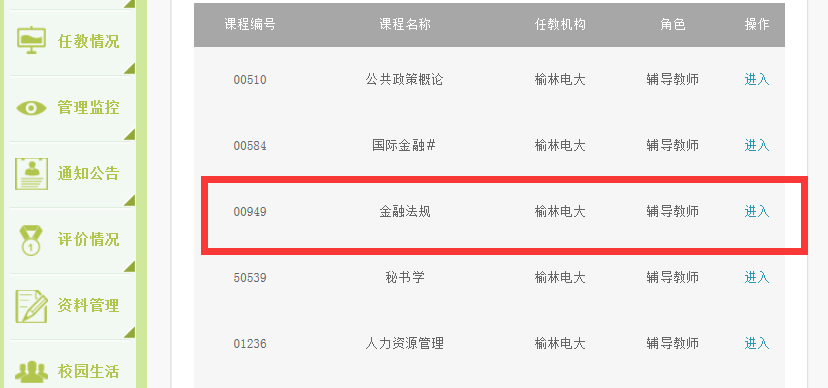 任教情况
管理监控
通知公告
评价情况
1
资料管理
校园生活
课程编号 课程名称 任教机构 角色 操作
00510 公共政策概论 榆林电大 辅导教师 进入
00584 国际金融# 榆林电大 辅导教师 进入
00949 金融法规 榆林电大 辅导教师 进入
50539 秘书学 榆林电大 辅导教师 进入
01236 人力资源管理 榆林电大 辅导教师 进入